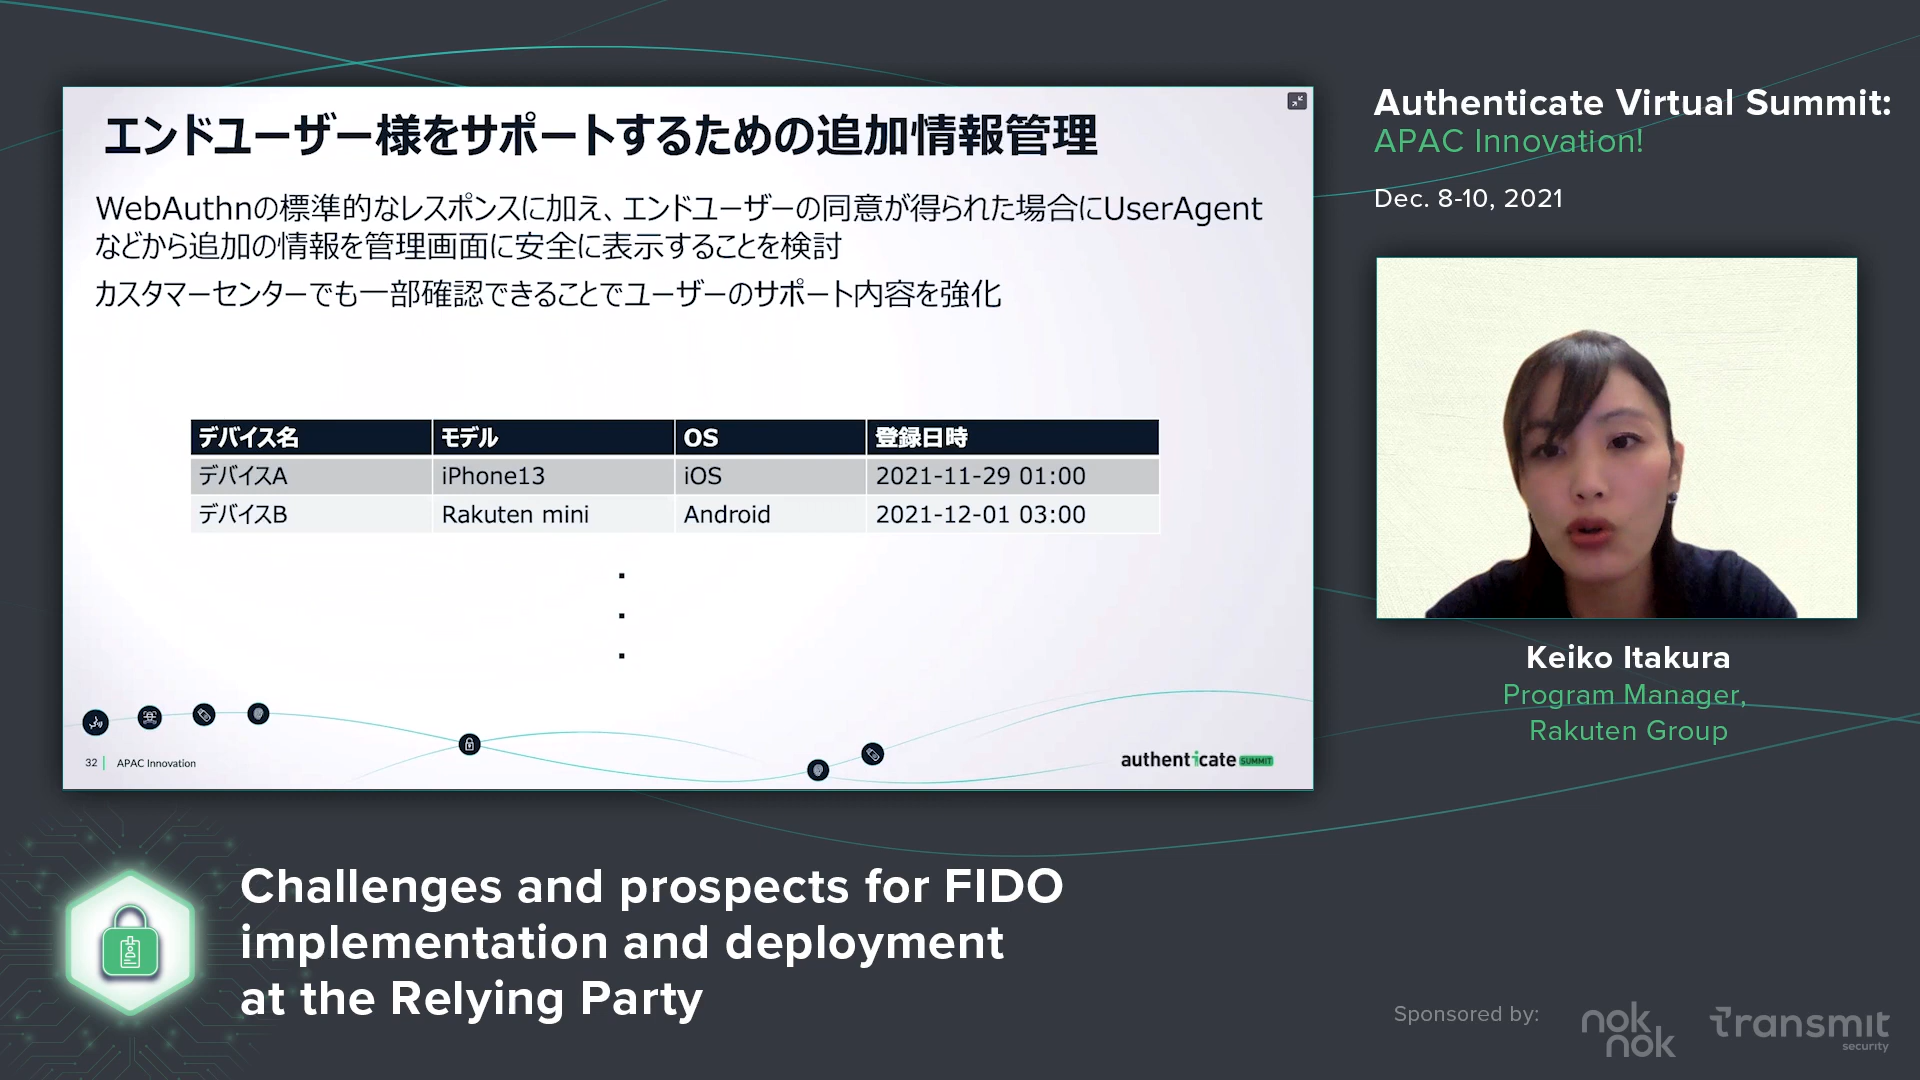 エンドユーザー様をサポートするための追加情報管理
WebAuthnの標準的なレスポンスに加え、エンドユーザーの同意が得られた場合にUserAgent
などから追加の情報を管理画面に安全に表示することを検討
カスタマーセンターでも一部確認できることでユーザーのサポート内容を強化
デバイス名 モデル OS 登録日時
デバイスA iPhone13 iOS 2021-11-29 01:00
デバイスB Rakuten mini Android 2021-12-01 03:00
32 APAC Innovation
authenticate SUMMIT
Authenticate Virtual Summit:
APAC Innovation!
Dec. 8-10, 2021
Keiko Itakura
Program Manager,
Rakuten Group
Challenges and prospects for FIDO
implementation and deployment
at the Relying Party
Sponsored by:
nok
nok
Transmit
security